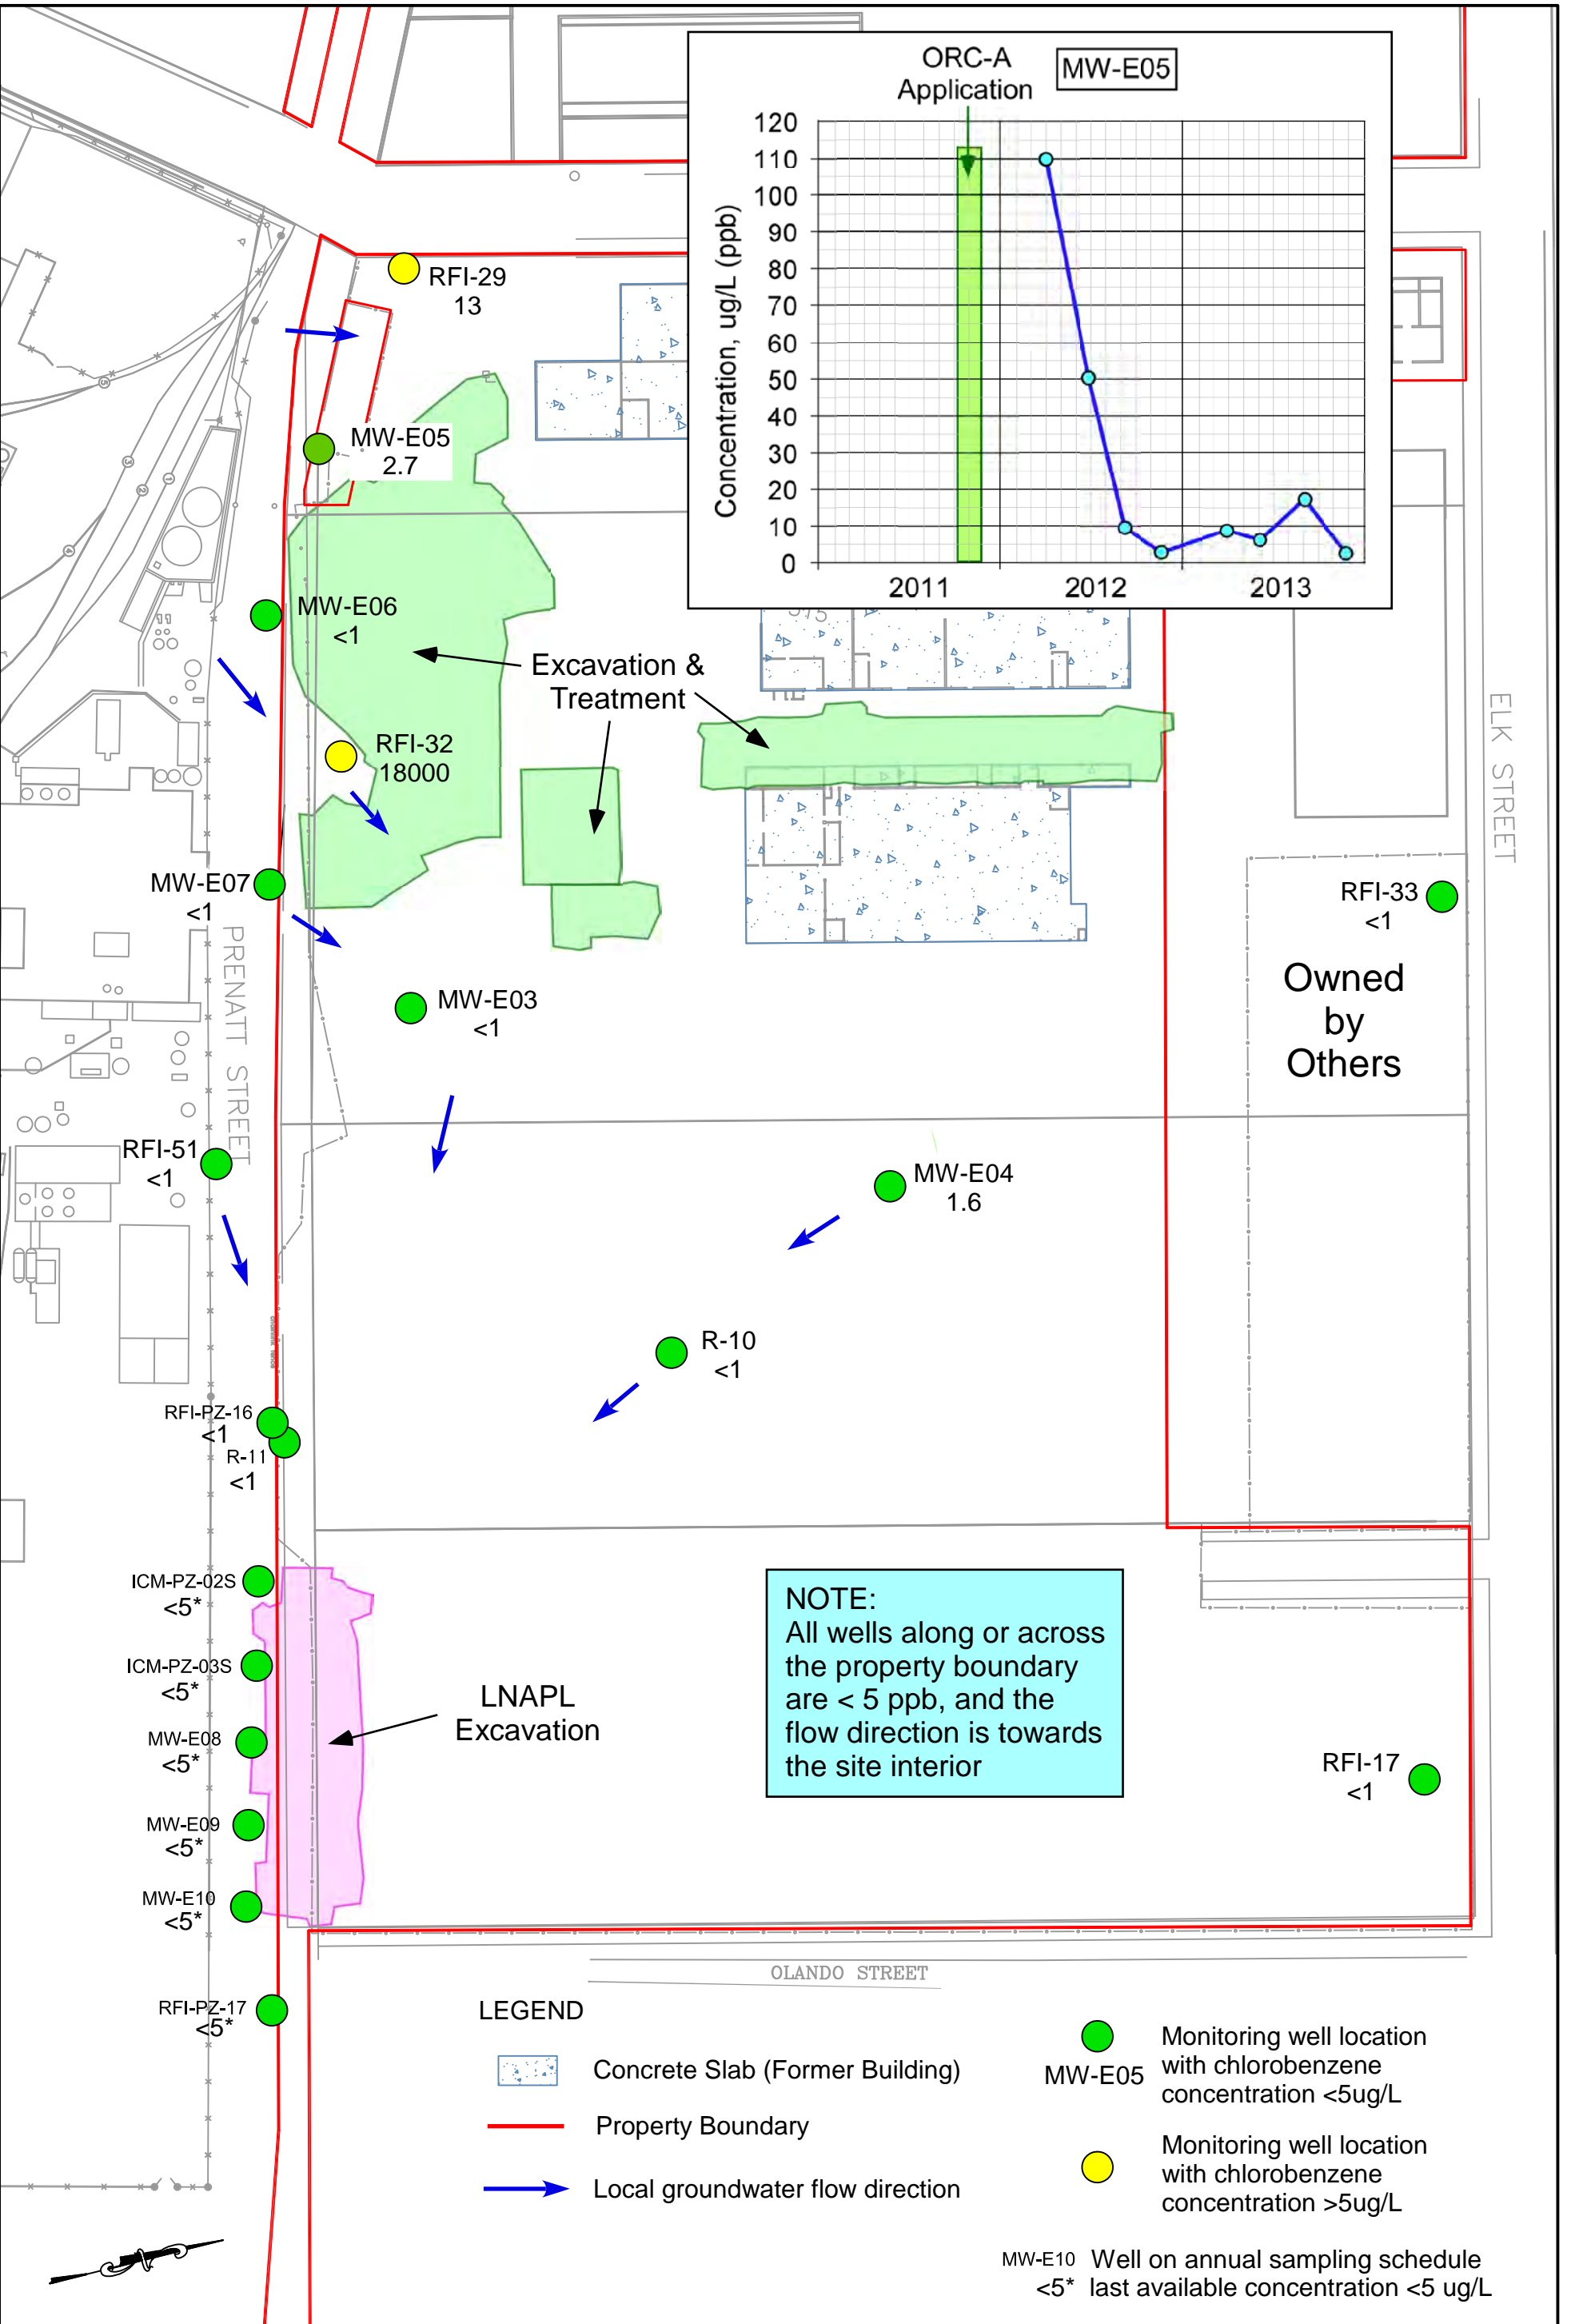 ORC-A
Application
MW-E05
120
110
100
90
80
70
60
50
40
30
20
10
0
Concentration, ug/L (ppb)
2011
2012
2013
RFI-29
13
MW-E05
2.7
MW-E06
<1
Excavation &
Treatment
RFI-32
18000
MW-E07
<1
RFI-33
<1
Owned
by
Others
ELK STREET
PRENATT STREET
MW-E03
<1
RFI-51
<1
MW-E04
1.6
R-10
<1
RFI-PZ-16
<1
R-11
<1
ICM-PZ-02S
<5*
ICM-PZ-03S
<5*
MW-E08
<5*
MW-E09
<5*
MW-E10
<5*
LNAPL
Excavation
NOTE:
All wells along or across
the property boundary
are < 5 ppb, and the
flow direction is towards
the site interior
RFI-17
<1
OLANDO STREET
RFI-PZ-17
<5*
LEGEND
Concrete Slab (Former Building)
Property Boundary
Local groundwater flow direction
MW-E05
Monitoring well location
with chlorobenzene
concentration <5ug/L
Monitoring well location
with chlorobenzene
concentration >5ug/L
MW-E10 Well on annual sampling schedule
<5* last available concentration <5 ug/L